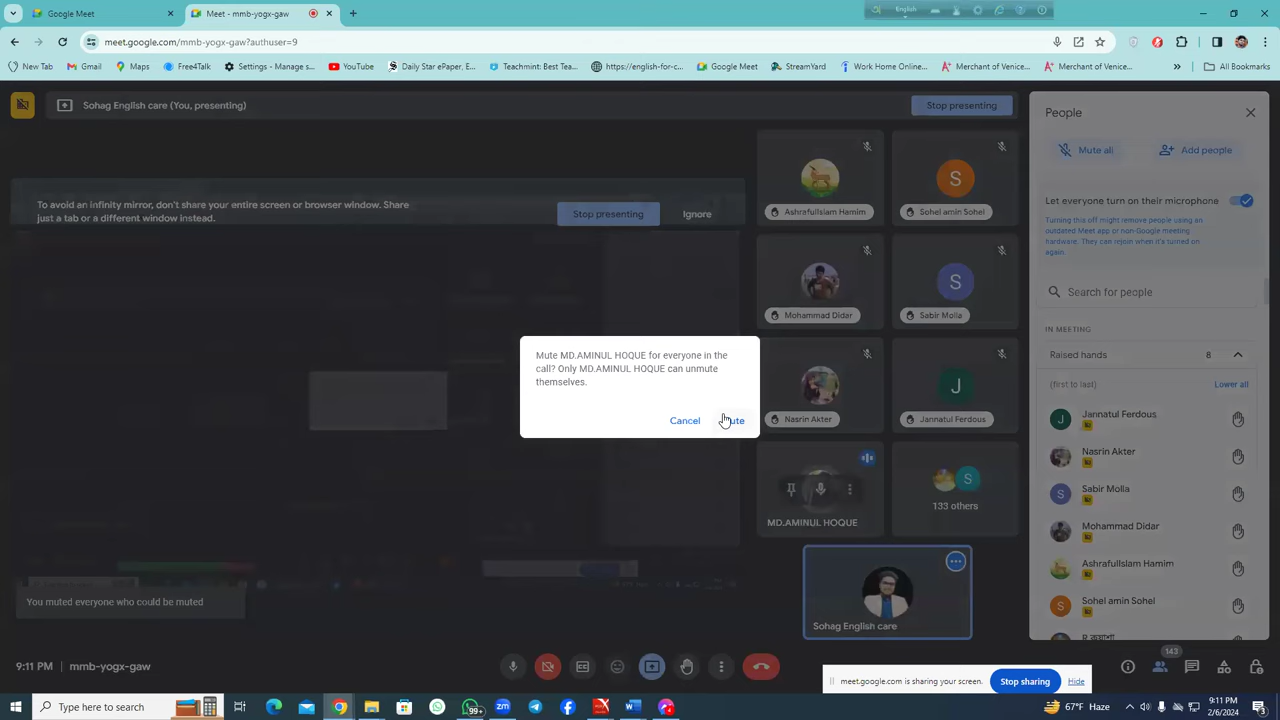 Google Meet
Meet - mmb-yogx-gaw
English
meet.google.com/mmb-yogx-gaw?authuser=9
New Tab
Gmail
Maps
Free4Talk
Settings - Manage s...
YouTube
Daily Star ePaper, E...
Teachmint: Best Tea...
https://english-for-c...
Google Meet
StreamYard
Work Home Online...
Merchant of Venice...
Merchant of Venice...
All Bookmarks
Sohag English care (You, presenting)
Stop presenting
To avoid an infinity mirror, don't share your entire screen or browser window. Share
just a tab or a different window instead.
Stop presenting
Ignore
AshrafulIslam Hamim
Sohel amin Sohel
Mohammad Didar
S
Sabir Molla
Nasrin Akter
J
Jannatul Ferdous
MD.AMINUL HOQUE
S
133 others
Sohag English care
Mute MD.AMINUL HOQUE for everyone in the
call? Only MD.AMINUL HOQUE can unmute
themselves.
Cancel
You muted everyone who could be muted
People
Mute all
Add people
Let everyone turn on their microphone
Turning this off might remove people using an
outdated Meet app or non-Google meeting
hardware. They can rejoin when it's turned on
again.
Search for people
IN MEETING
Raised hands
8
(first to last)
Lower all
J
Jannatul Ferdous
Nasrin Akter
S
Sabir Molla
Mohammad Didar
AshrafulIslam Hamim
S
Sohel amin Sohel
9:11 PM
mmb-yogx-gaw
143
meet.google.com is sharing your screen.
Stop sharing
Hide
Type here to search
99+
67°F Haze
9:11 PM
2/6/2024
2